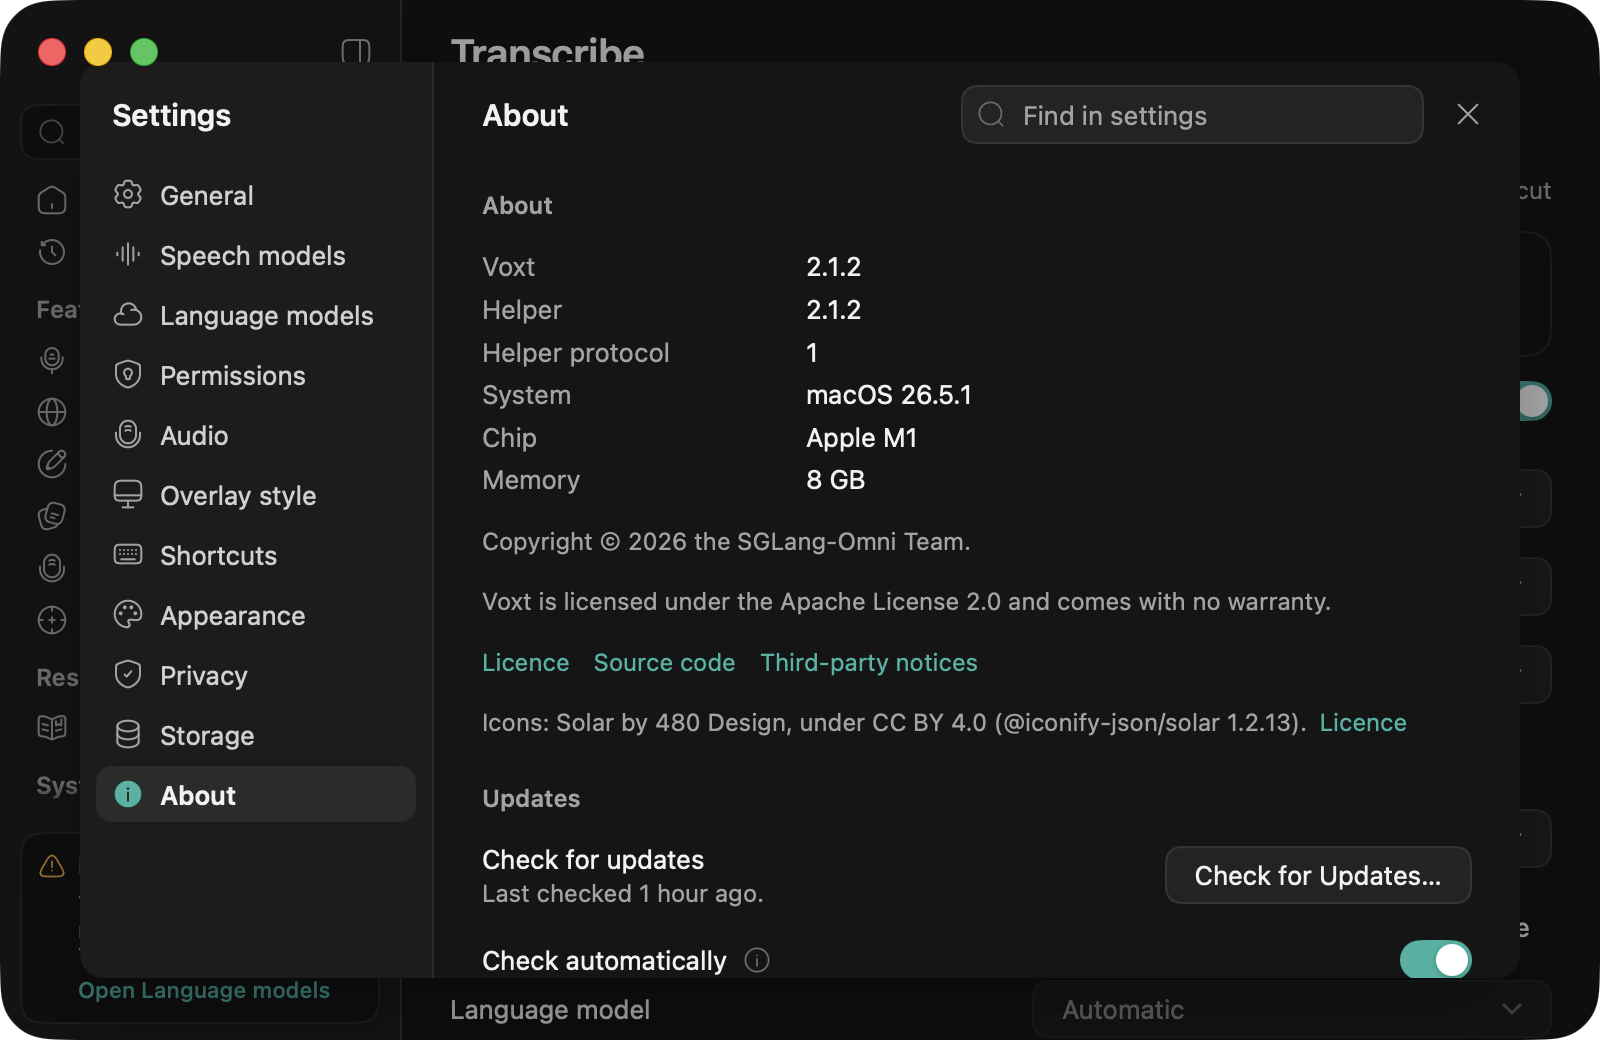 Transcribe
Settings
About
Find in settings
General
Speech models
Language models
Permissions
Audio
Overlay style
Shortcuts
Appearance
Privacy
Storage
About
About
Voxt 2.1.2
Helper 2.1.2
Helper protocol 1
System macOS 26.5.1
Chip Apple M1
Memory 8 GB
Copyright © 2026 the SGLang-Omni Team.
Voxt is licensed under the Apache License 2.0 and comes with no warranty.
Licence Source code Third-party notices
Icons: Solar by 480 Design, under CC BY 4.0 (@iconify-json/solar 1.2.13). Licence
Updates
Check for updates
Last checked 1 hour ago.
Check for Updates...
Check automatically
Open Language models
Language model
Automatic